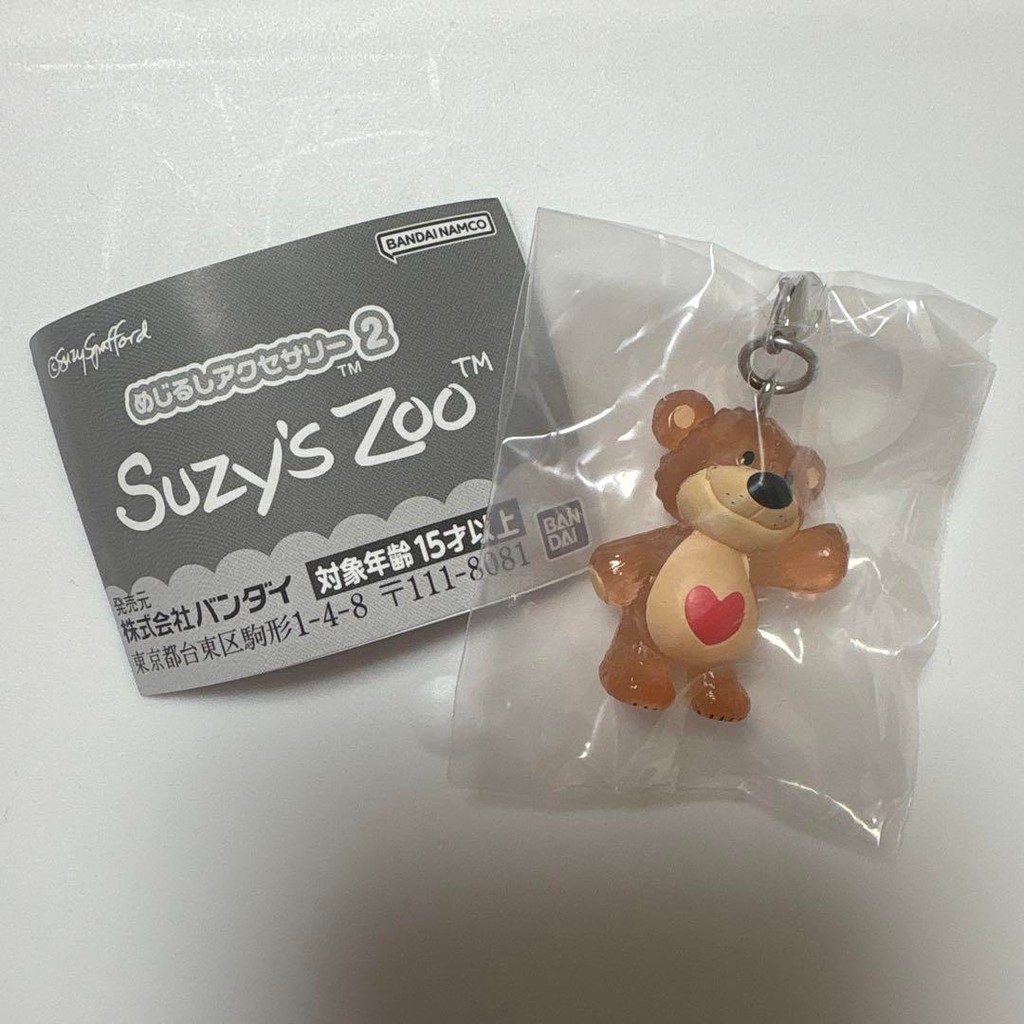 BANDAI NAMCO
©Suzy Spafford
めじるしアクセサリー2
TM
Suzy's Zoo TM
対象年齢 15才以上
BAN
DAI
発売元
株式会社バンダイ
東京都台東区駒形1-4-8 〒111-8081